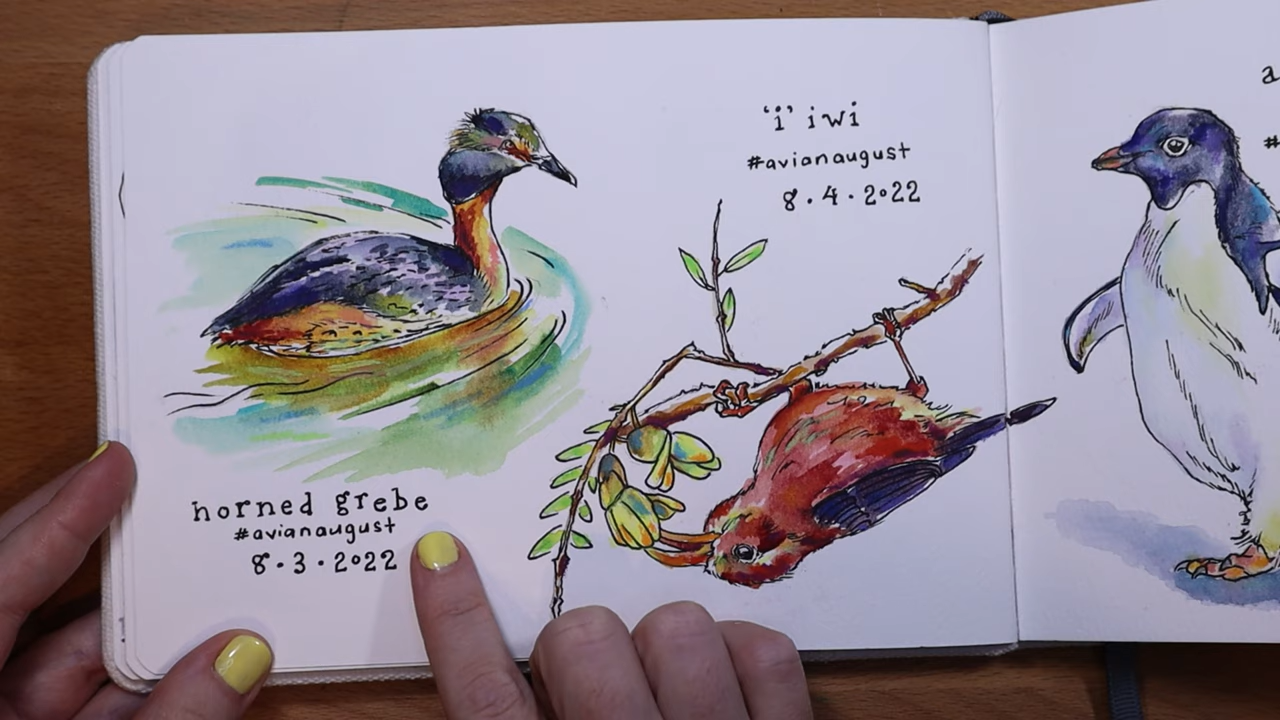 horned grebe
#avianaugust
8·3·2022
'i'iwi
#avianaugust
8·4·2022
a
#